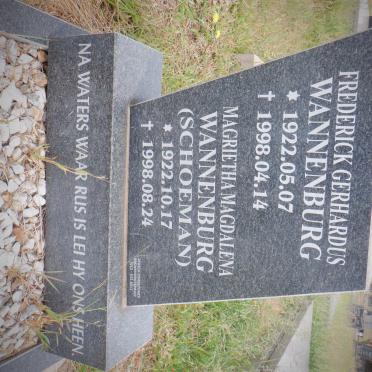 FREDERICK GERHARDUS
WANNENBURG
* 1922.05.07
† 1998.04.14
MAGRIETHA MAGDALENA
WANNENBURG
(SCHOEMAN)
* 1922.10.17
† 1998.08.24
NA WATERS WAAR RUS IS LEI HY ONS HEEN.